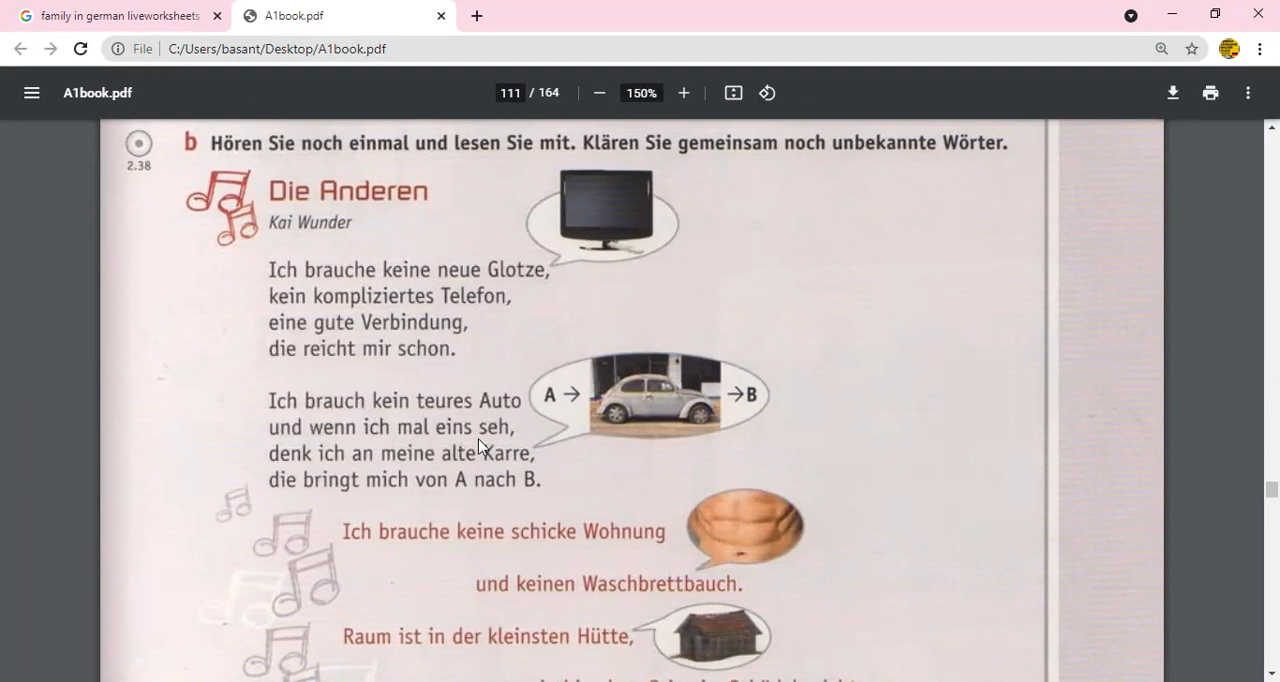 family in german liveworksheets
A1book.pdf
File C:/Users/basant/Desktop/A1book.pdf
A1book.pdf 111 / 164 150%
b Hören Sie noch einmal und lesen Sie mit. Klären Sie gemeinsam noch unbekannte Wörter.
2.38
Die Anderen
Kai Wunder
Ich brauche keine neue Glotze,
kein kompliziertes Telefon,
eine gute Verbindung,
die reicht mir schon.
Ich brauch kein teures Auto
und wenn ich mal eins seh,
denk ich an meine alte Karre,
die bringt mich von A nach B.
A → → B
Ich brauche keine schicke Wohnung
und keinen Waschbrettbauch.
Raum ist in der kleinsten Hütte,